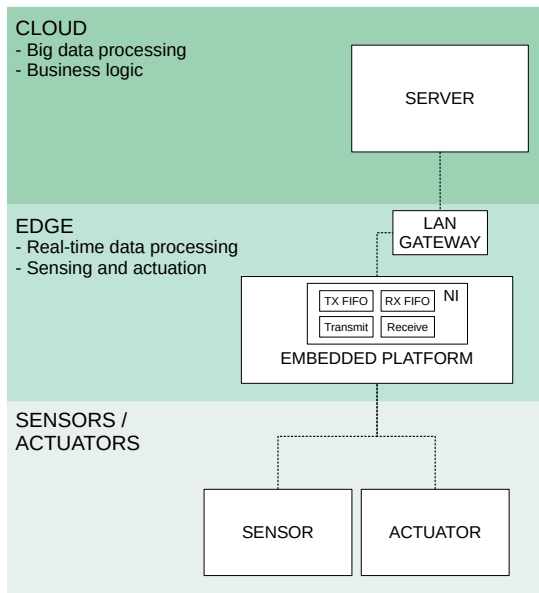 CLOUD
- Big data processing
- Business logic
SERVER
EDGE
- Real-time data processing
- Sensing and actuation
LAN
GATEWAY
TX FIFO
RX FIFO
NI
Transmit
Receive
EMBEDDED PLATFORM
SENSORS /
ACTUATORS
SENSOR
ACTUATOR